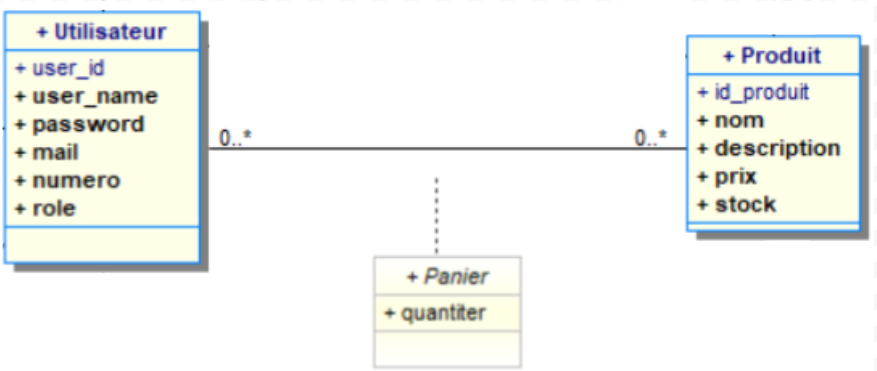 + Utilisateur
+ user_id
+ user_name
+ password
+ mail
+ numero
+ role
0..*
0..*
+ Produit
+ id_produit
+ nom
+ description
+ prix
+ stock
+ Panier
+ quantiter